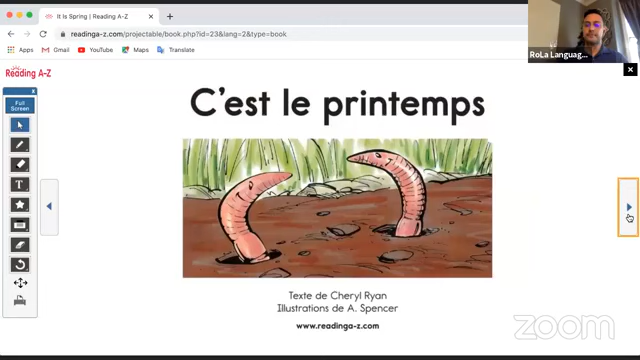 It Is Spring | Reading A-Z
readinga-z.com/projectable/book.php?id=23&lang=2&type=book
Apps
Gmail
YouTube
Maps
Translate
RoLa Languag...
Reading A-Z
Full
Screen
C'est le printemps
T
Texte de Cheryl Ryan
Illustrations de A. Spencer
www.readinga-z.com
zoom